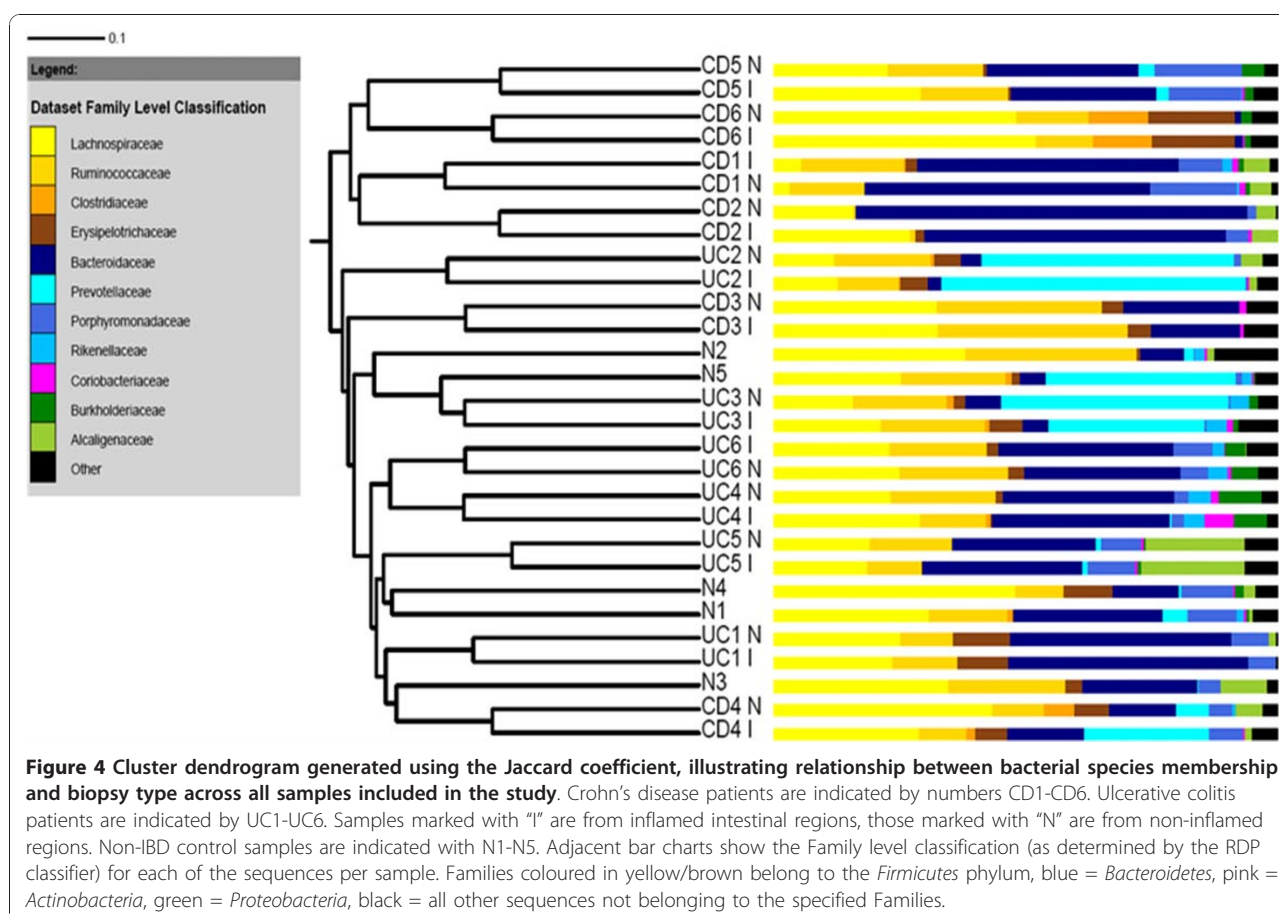 0.1
Legend:
Dataset Family Level Classification
Lachnospiraceae
Ruminococcaceae
Clostridiaceae
Erysipelotrichaceae
Bacteroidaceae
Prevotellaceae
Porphyromonadaceae
Rikenellaceae
Coriobacteriaceae
Burkholderiaceae
Alcaligenaceae
Other
CD5 N
CD5 I
CD6 N
CD6 I
CD1 I
CD1 N
CD2 N
CD2 I
UC2 N
UC2 I
CD3 N
CD3 I
N2
N5
UC3 N
UC3 I
UC6 I
UC6 N
UC4 N
UC4 I
UC5 N
UC5 I
N4
N1
UC1 N
UC1 I
N3
CD4 N
CD4 I
Figure 4 Cluster dendrogram generated using the Jaccard coefficient, illustrating relationship between bacterial species membership
and biopsy type across all samples included in the study. Crohn's disease patients are indicated by numbers CD1-CD6. Ulcerative colitis
patients are indicated by UC1-UC6. Samples marked with "I" are from inflamed intestinal regions, those marked with "N" are from non-inflamed
regions. Non-IBD control samples are indicated with N1-N5. Adjacent bar charts show the Family level classification (as determined by the RDP
classifier) for each of the sequences per sample. Families coloured in yellow/brown belong to the Firmicutes phylum, blue = Bacteroidetes, pink =
Actinobacteria, green = Proteobacteria, black = all other sequences not belonging to the specified Families.